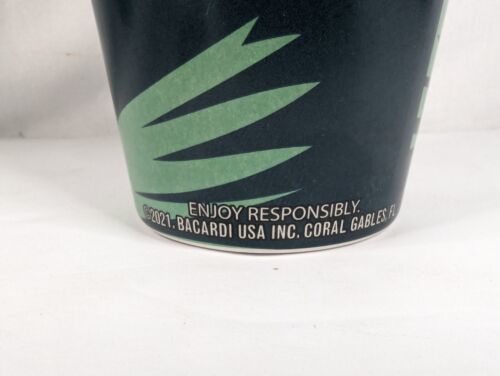 ENJOY RESPONSIBLY.
©2021. BACARDI USA INC. CORAL GABLES, FL